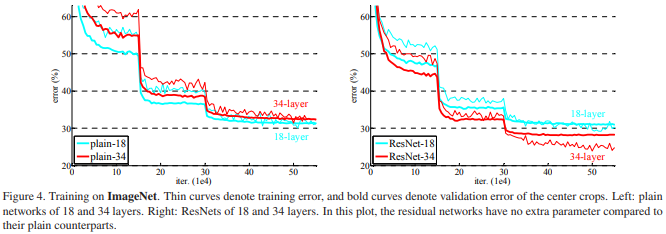 60
50
40
30
20
0 10 20 30 40 50
error (%)
iter. (1e4)
plain-18
plain-34
34-layer
18-layer
60
50
40
30
20
0 10 20 30 40 50
error (%)
iter. (1e4)
ResNet-18
ResNet-34
18-layer
34-layer
Figure 4. Training on ImageNet. Thin curves denote training error, and bold curves denote validation error of the center crops. Left: plain
networks of 18 and 34 layers. Right: ResNets of 18 and 34 layers. In this plot, the residual networks have no extra parameter compared to
their plain counterparts.